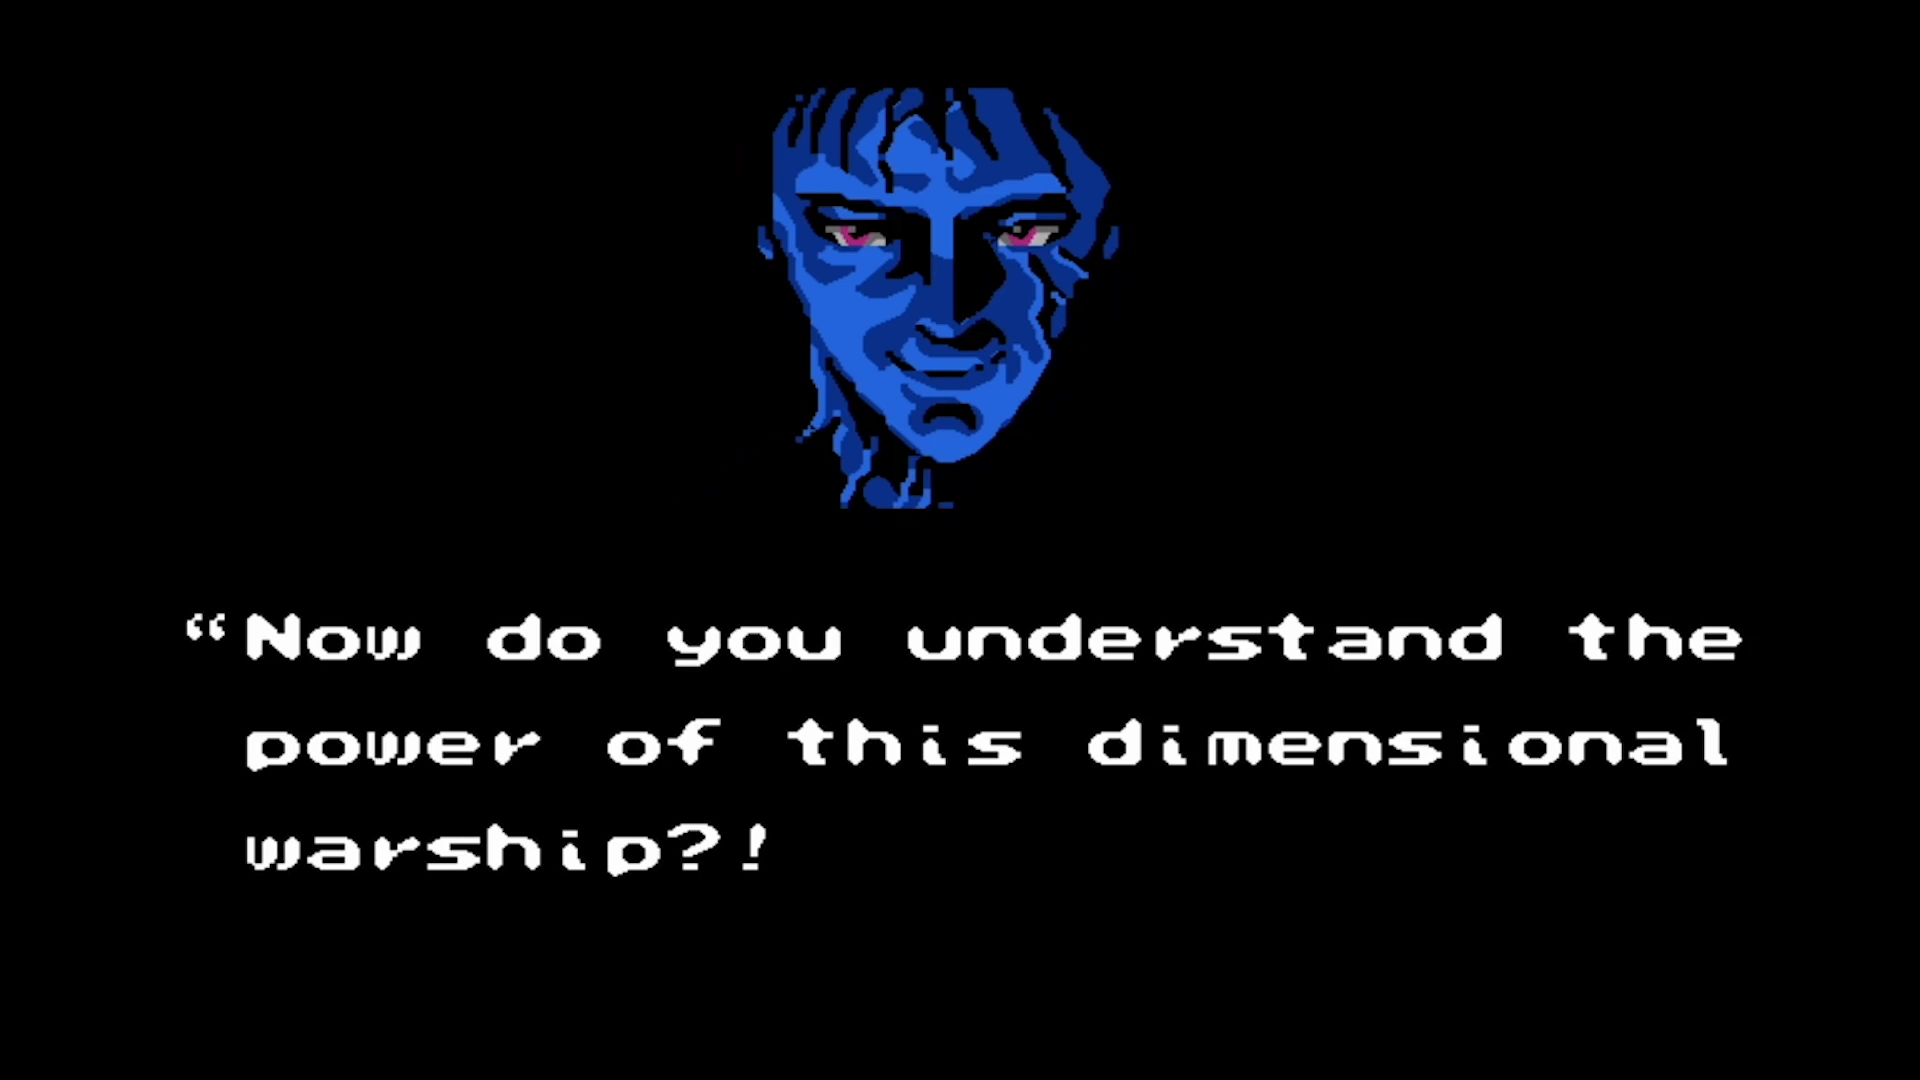 “Now do you understand the
power of this dimensional
warship?!